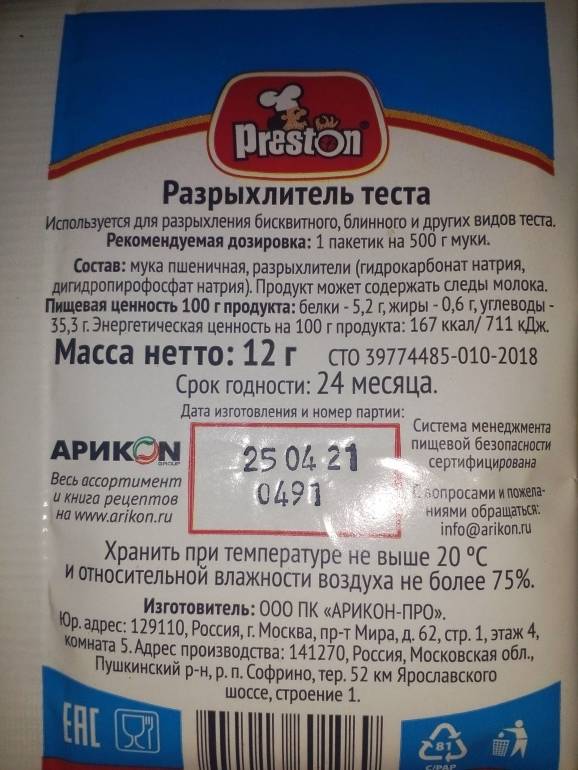 Preston
Разрыхлитель теста
Используется для разрыхления бисквитного, блинного и других видов теста.
Рекомендуемая дозировка: 1 пакетик на 500 г муки.
Состав: мука пшеничная, разрыхлители (гидрокарбонат натрия,
дигидропирофосфат натрия). Продукт может содержать следы молока.
Пищевая ценность 100 г продукта: белки - 5,2 г, жиры - 0,6 г, углеводы -
35,3 г. Энергетическая ценность на 100 г продукта: 167 ккал/ 711 кДж.
Масса нетто: 12 г СТО 39774485-010-2018
Срок годности: 24 месяца.
Дата изготовления и номер партии:
АРИКОN
GROUP
Весь ассортимент
и книга рецептов
на www.arikon.ru
25 04 21
0491
Система менеджмента
пищевой безопасности
сертифицирована
С вопросами и пожела-
ниями обращаться:
info@arikon.ru
Хранить при температуре не выше 20 °С
и относительной влажности воздуха не более 75%.
Изготовитель: ООО ПК «АРИКОН-ПРО».
Юр. адрес: 129110, Россия, г. Москва, пр-т Мира, д. 62, стр. 1, этаж 4,
комната 5. Адрес производства: 141270, Россия, Московская обл.,
Пушкинский р-н, р. п. Софрино, тер. 52 км Ярославского
шоссе, строение 1.
ЕАС
81
C/PAP